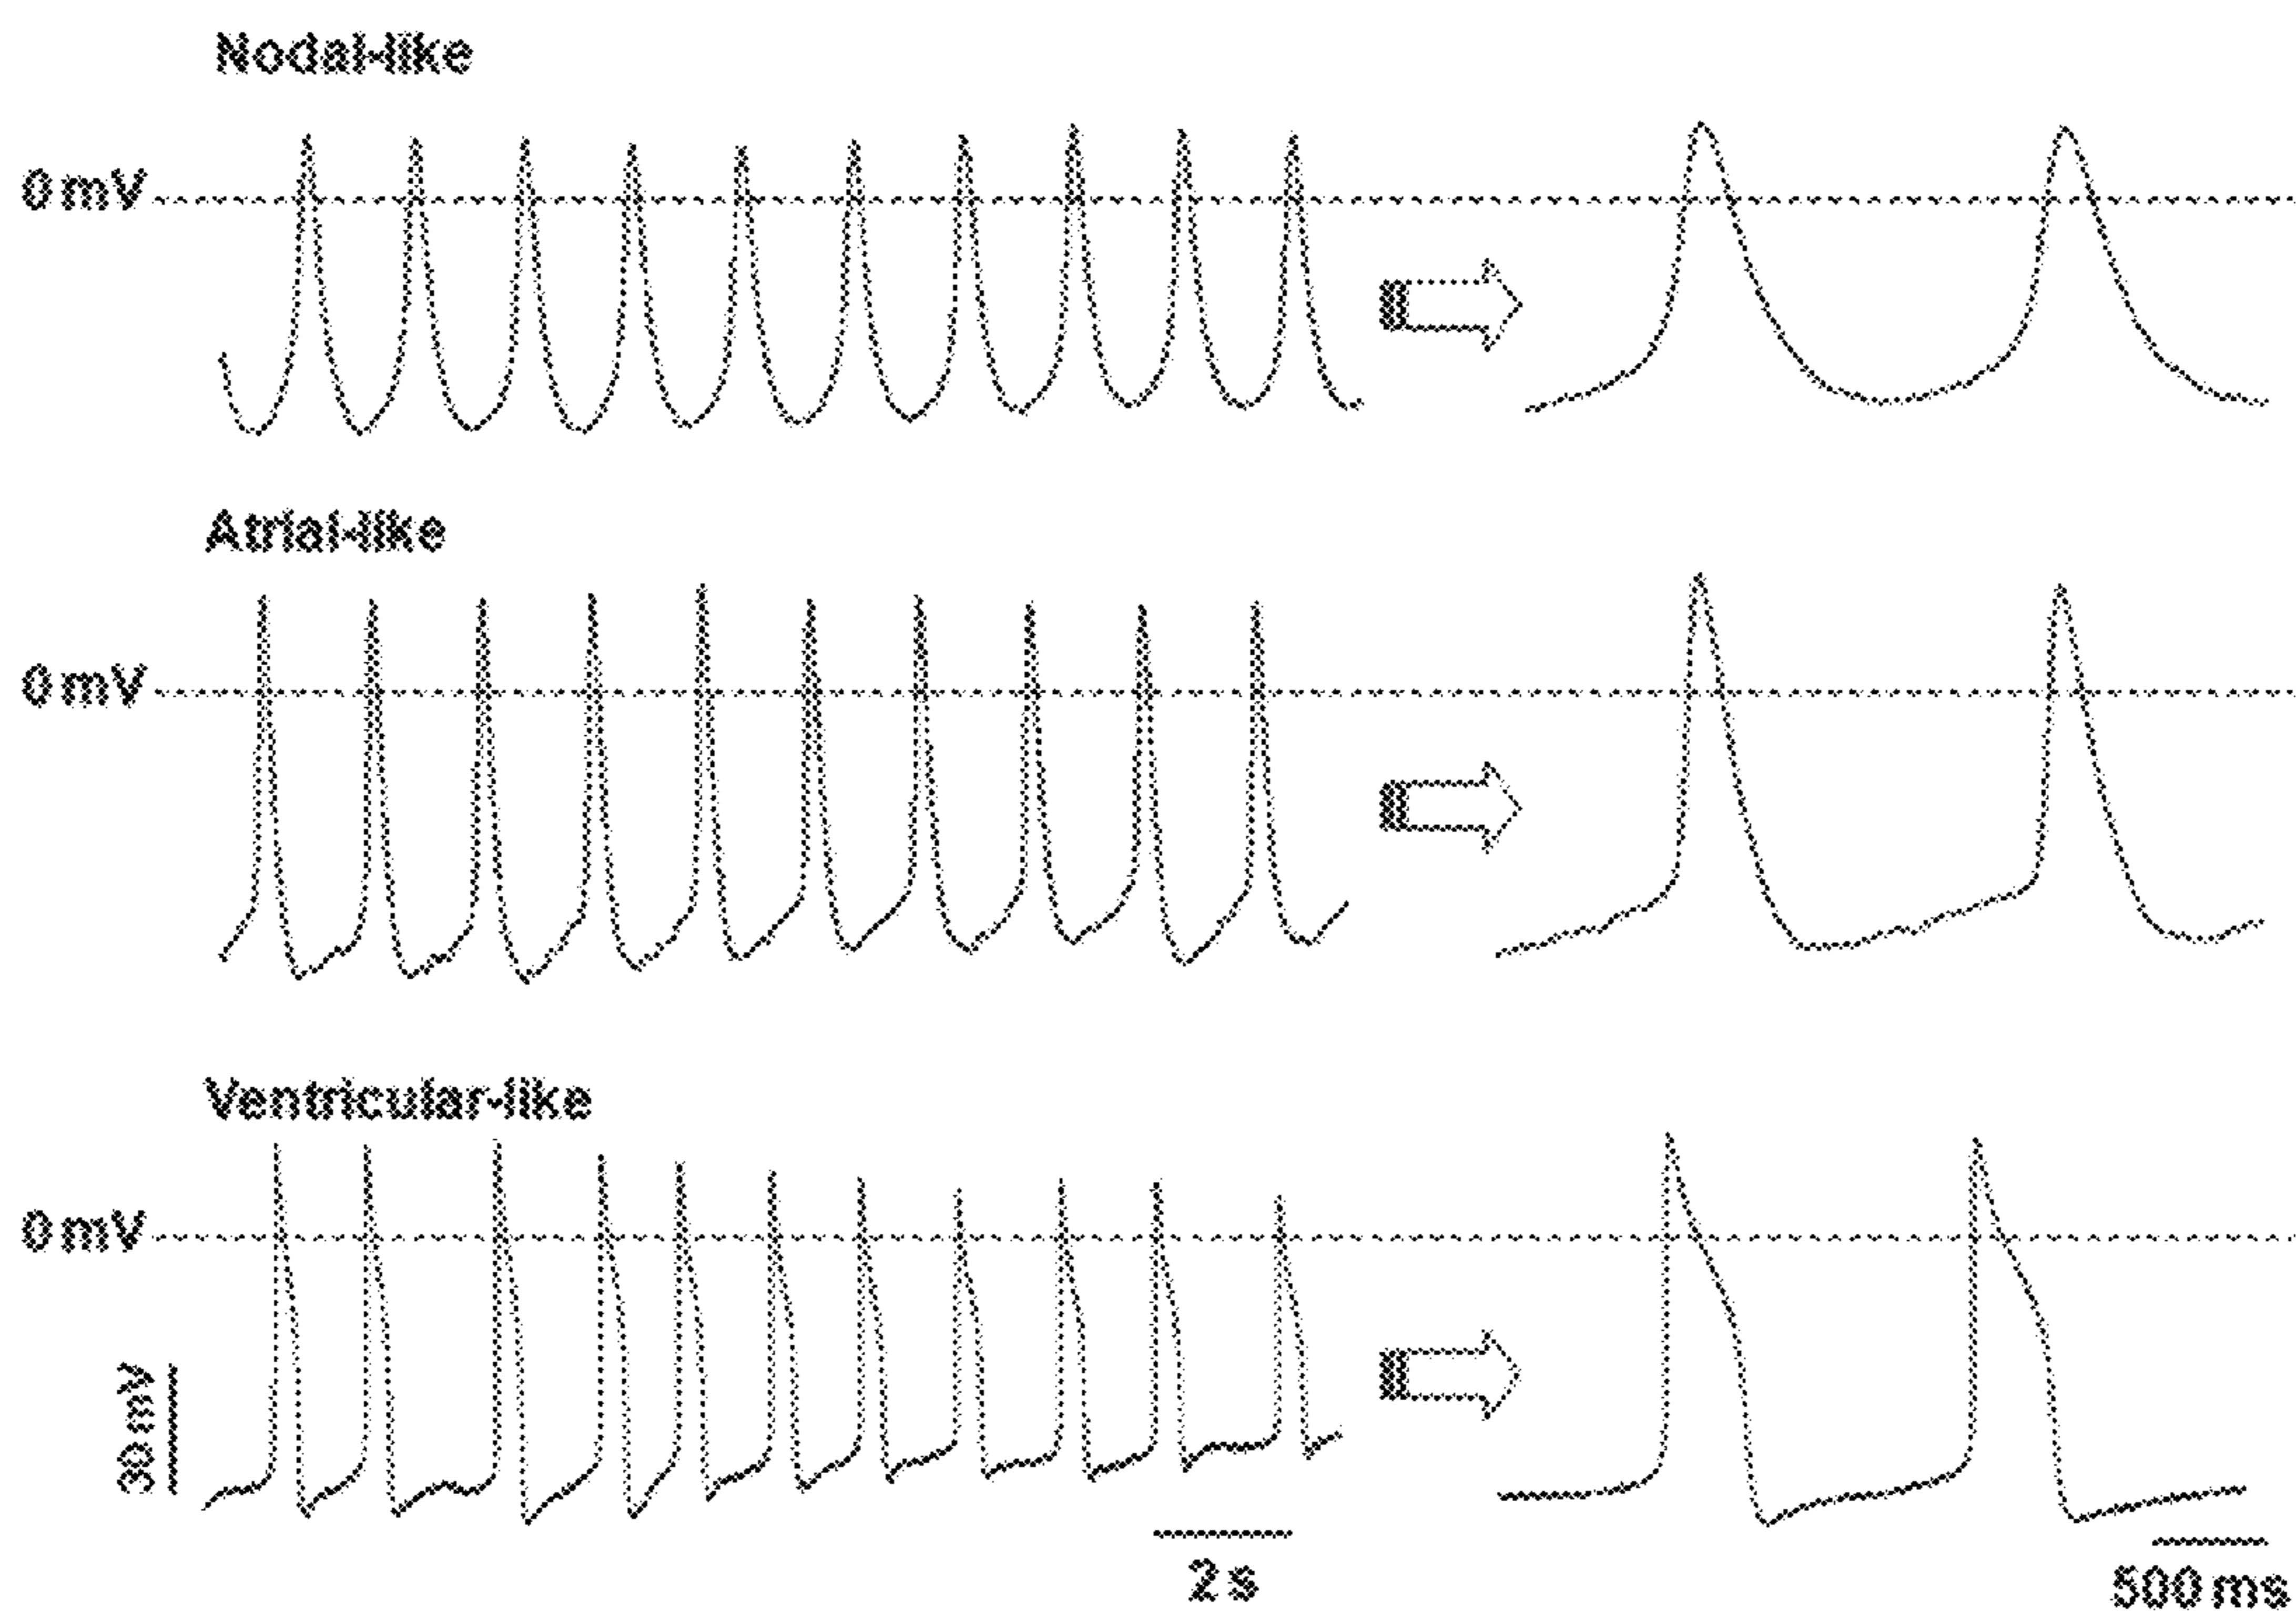 Nodal-like
0 mV
Atrial-like
0 mV
Ventricular-like
0 mV
30 mV
2 s
500 ms